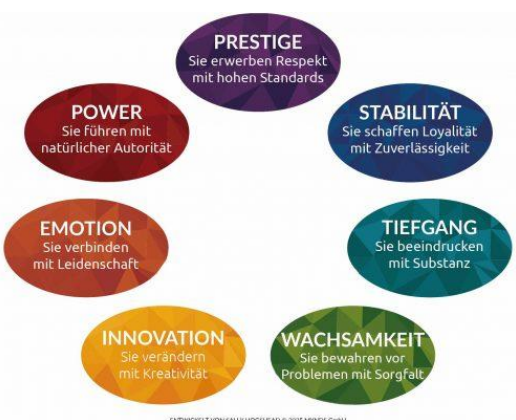 PRESTIGE
Sie erwerben Respekt
mit hohen Standards
POWER
Sie führen mit
natürlicher Autorität
STABILITÄT
Sie schaffen Loyalität
mit Zuverlässigkeit
EMOTION
Sie verbinden
mit Leidenschaft
TIEFGANG
Sie beeindrucken
mit Substanz
INNOVATION
Sie verändern
mit Kreativität
WACHSAMKEIT
Sie bewahren vor
Problemen mit Sorgfalt